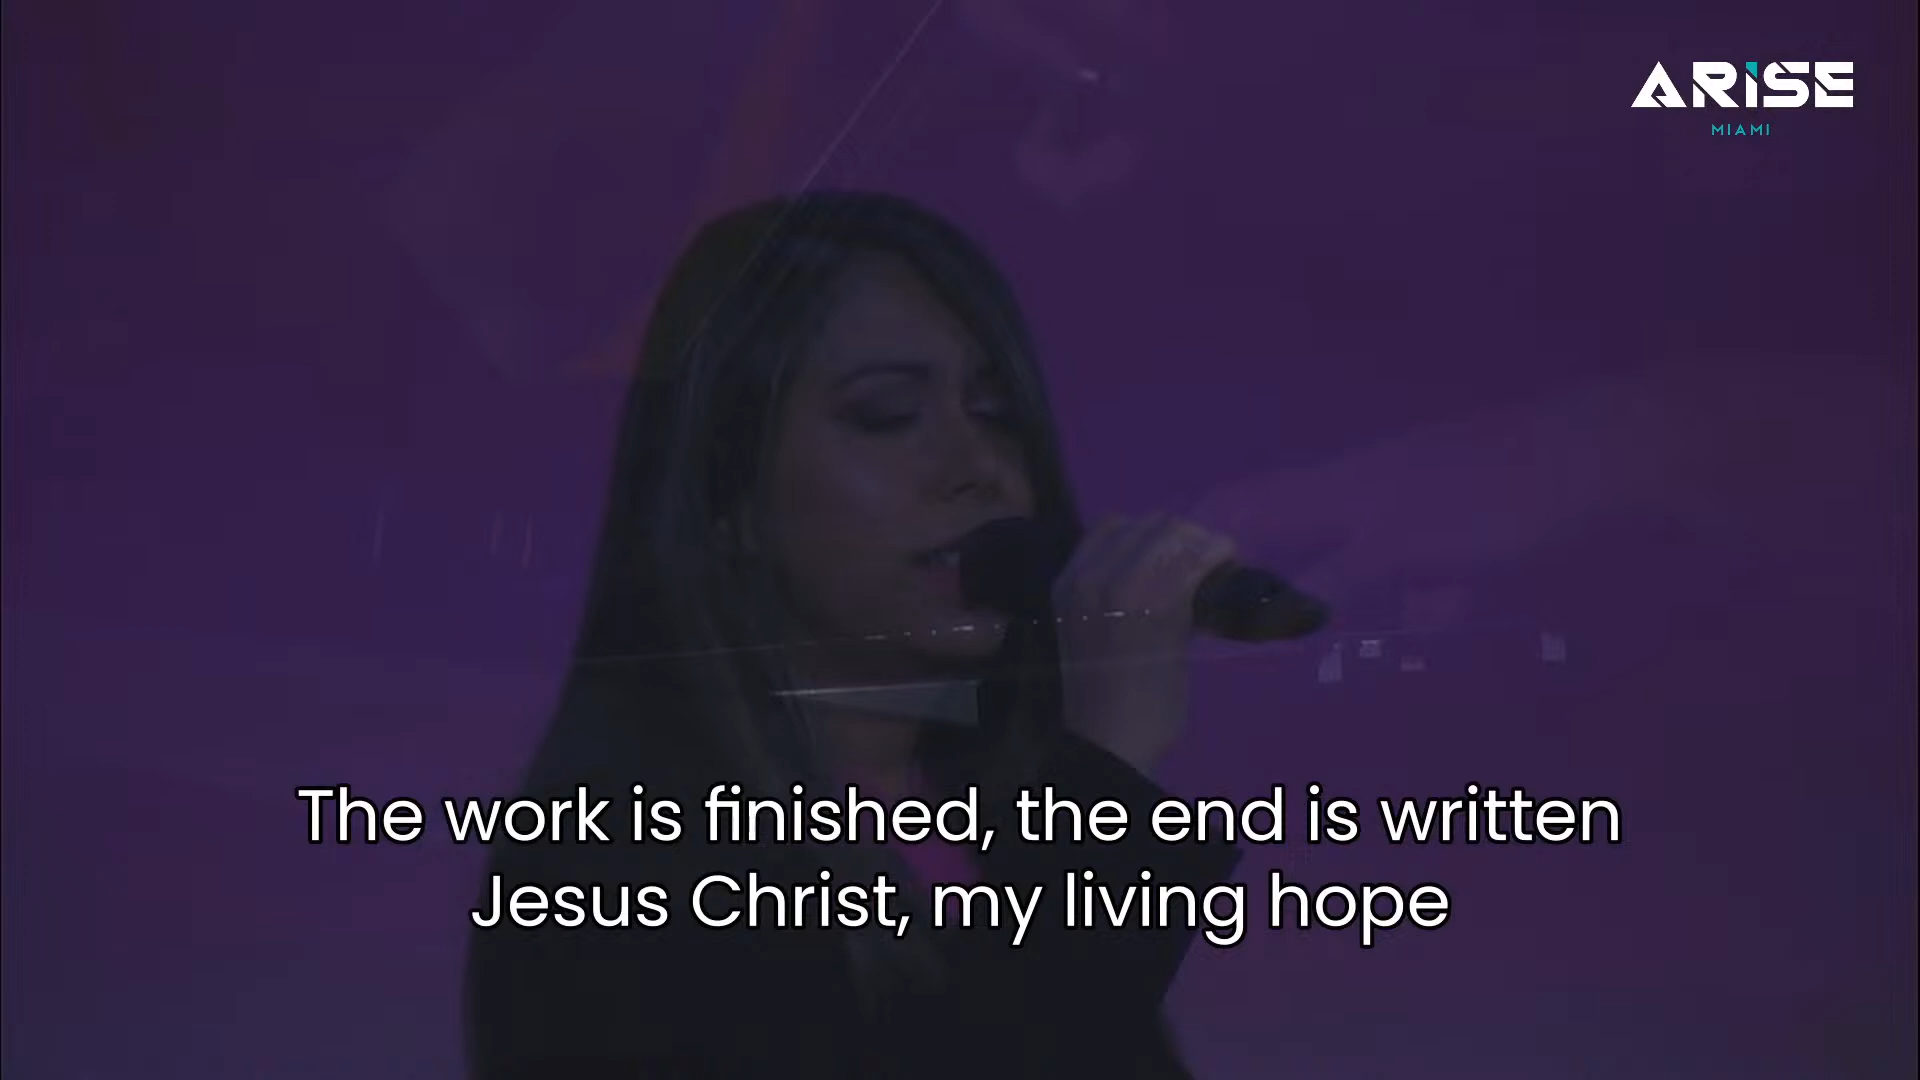 ARISE
MIAMI
The work is finished, the end is written
Jesus Christ, my living hope